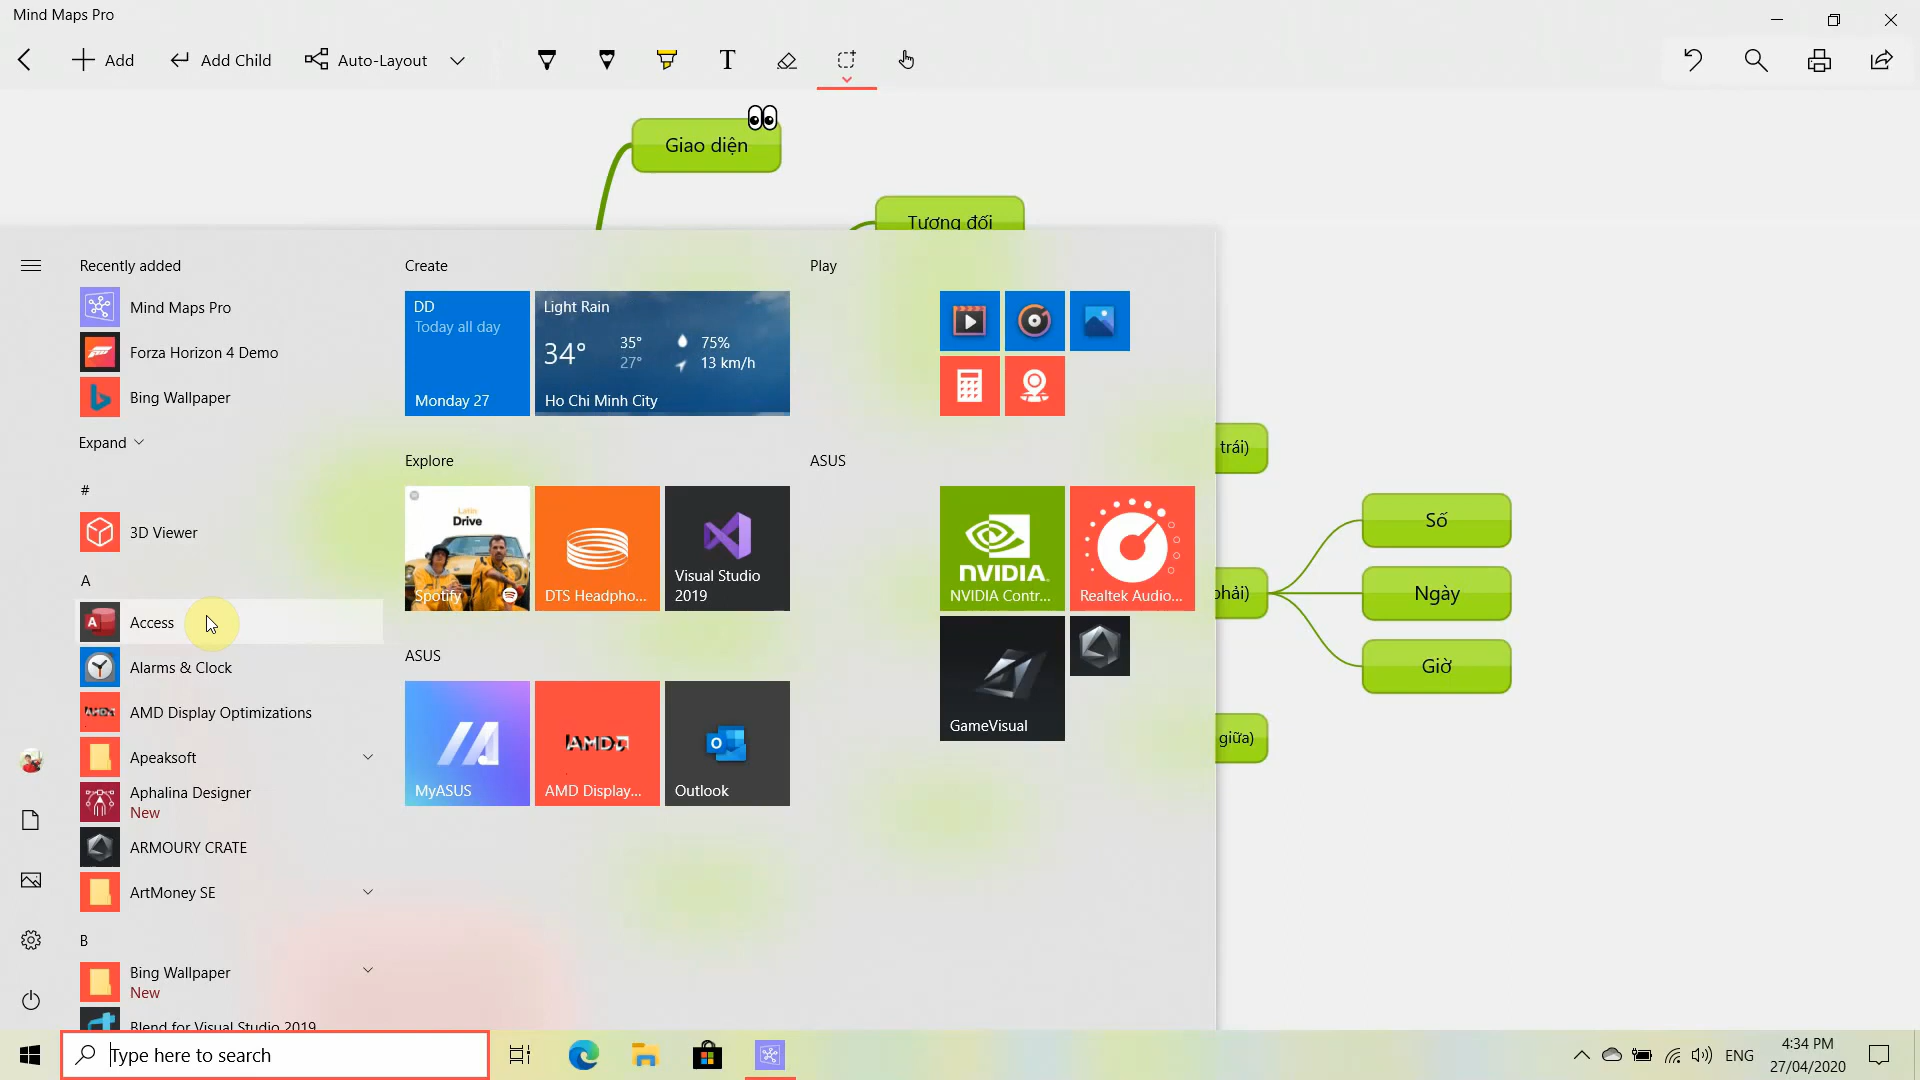 Mind Maps Pro
Add
Add Child
Auto-Layout
T
Giao diện
Tương đối
trái)
Số
Ngày
phải)
Giờ
giữa)
Recently added
Mind Maps Pro
Forza Horizon 4 Demo
Bing Wallpaper
Expand
#
3D Viewer
A
Access
Alarms & Clock
AMD Display Optimizations
Apeaksoft
Aphalina Designer
New
ARMOURY CRATE
ArtMoney SE
B
Bing Wallpaper
New
Blend for Visual Studio 2019
Create
DD
Today all day
Monday 27
Light Rain
34°
35°
27°
75%
13 km/h
Ho Chi Minh City
Explore
Latin
Drive
Spotify
DTS Headpho...
Visual Studio
2019
ASUS
MyASUS
AMD
AMD Display...
Outlook
Play
ASUS
NVIDIA.
NVIDIA Contr...
Realtek Audio...
GameVisual
Type here to search
ENG
4:34 PM
27/04/2020